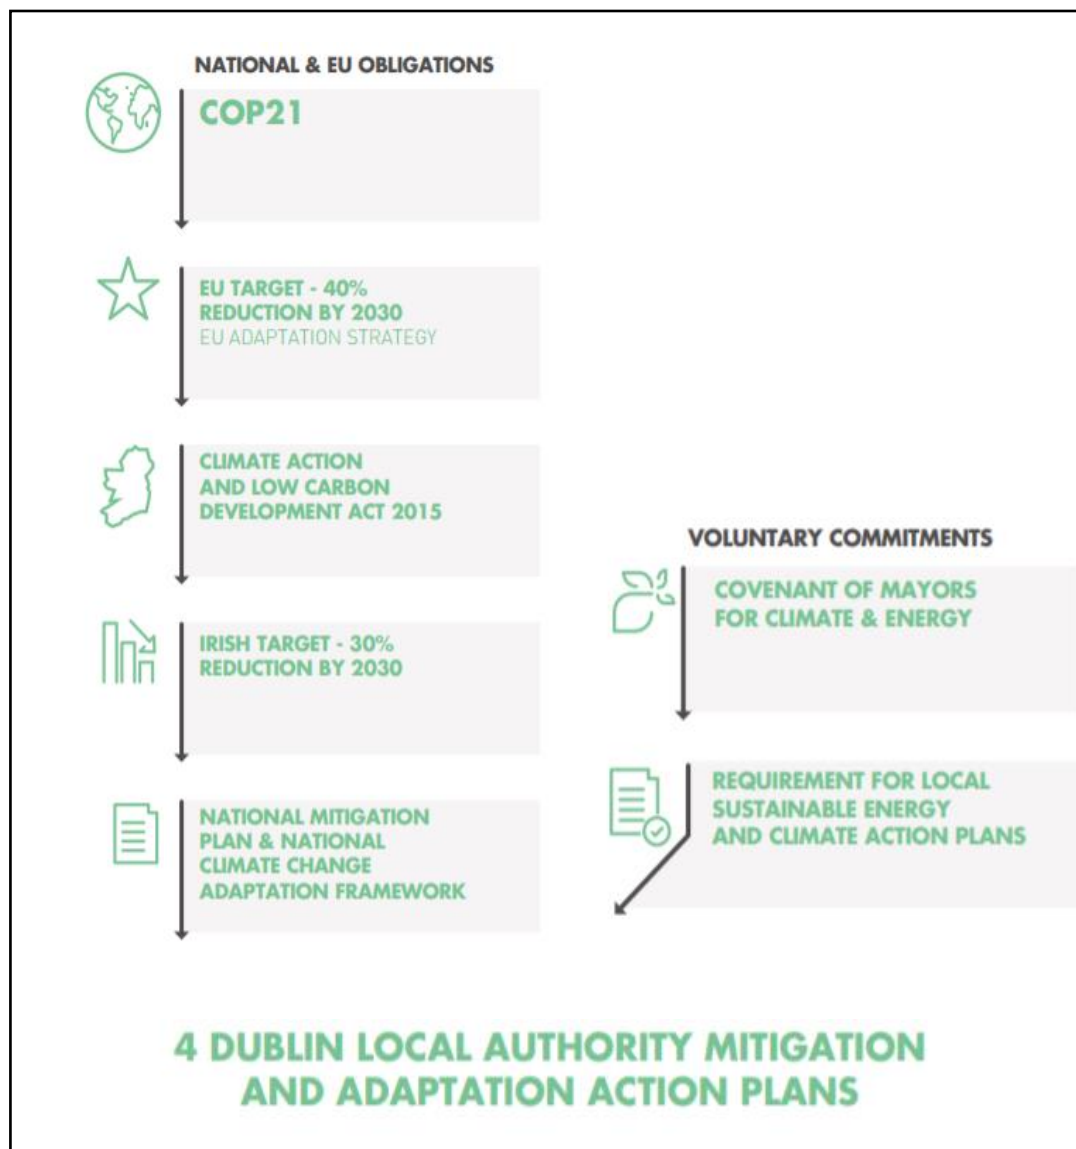 NATIONAL & EU OBLIGATIONS
COP21
EU TARGET - 40%
REDUCTION BY 2030
EU ADAPTATION STRATEGY
CLIMATE ACTION
AND LOW CARBON
DEVELOPMENT ACT 2015
IRISH TARGET - 30%
REDUCTION BY 2030
NATIONAL MITIGATION
PLAN & NATIONAL
CLIMATE CHANGE
ADAPTATION FRAMEWORK
VOLUNTARY COMMITMENTS
COVENANT OF MAYORS
FOR CLIMATE & ENERGY
REQUIREMENT FOR LOCAL
SUSTAINABLE ENERGY
AND CLIMATE ACTION PLANS
4 DUBLIN LOCAL AUTHORITY MITIGATION
AND ADAPTATION ACTION PLANS